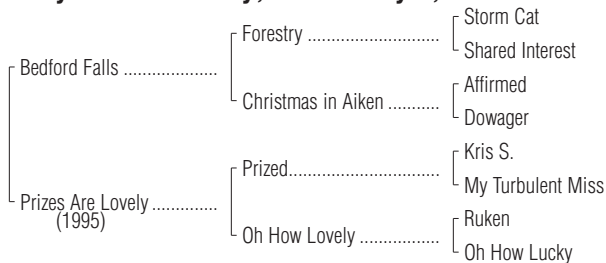 Storm Cat
Forestry
Shared Interest
Bedford Falls
Affirmed
Christmas in Aiken
Dowager
Kris S.
Prized
My Turbulent Miss
Prizes Are Lovely
(1995)
Ruken
Oh How Lovely
Oh How Lucky